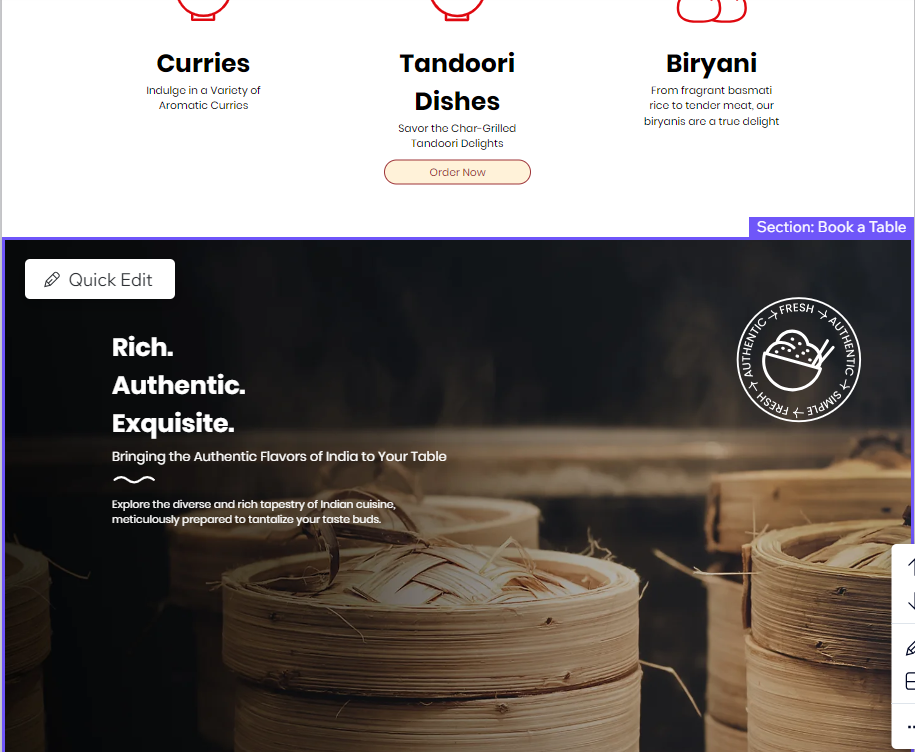 Curries
Indulge in a Variety of
Aromatic Curries
Tandoori
Dishes
Savor the Char-Grilled
Tandoori Delights
Order Now
Biryani
From fragrant basmati
rice to tender meat, our
biryanis are a true delight
Section: Book a Table
Quick Edit
Rich.
Authentic.
Exquisite.
Bringing the Authentic Flavors of India to Your Table
Explore the diverse and rich tapestry of Indian cuisine,
meticulously prepared to tantalize your taste buds.
FRESH → AUTHENTIC → SIMPLE → FRESH → AUTHENTIC →